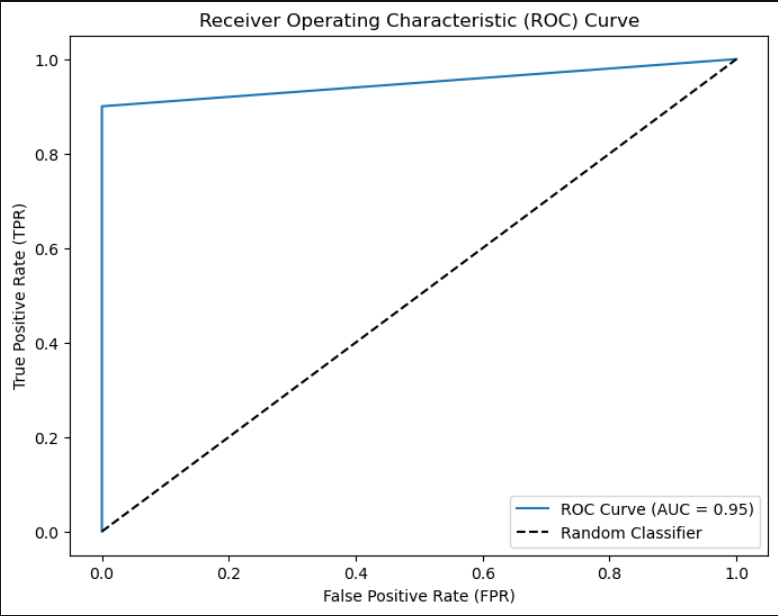 Receiver Operating Characteristic (ROC) Curve
1.0
0.8
0.6
0.4
0.2
0.0
True Positive Rate (TPR)
ROC Curve (AUC = 0.95)
Random Classifier
0.0 0.2 0.4 0.6 0.8 1.0
False Positive Rate (FPR)